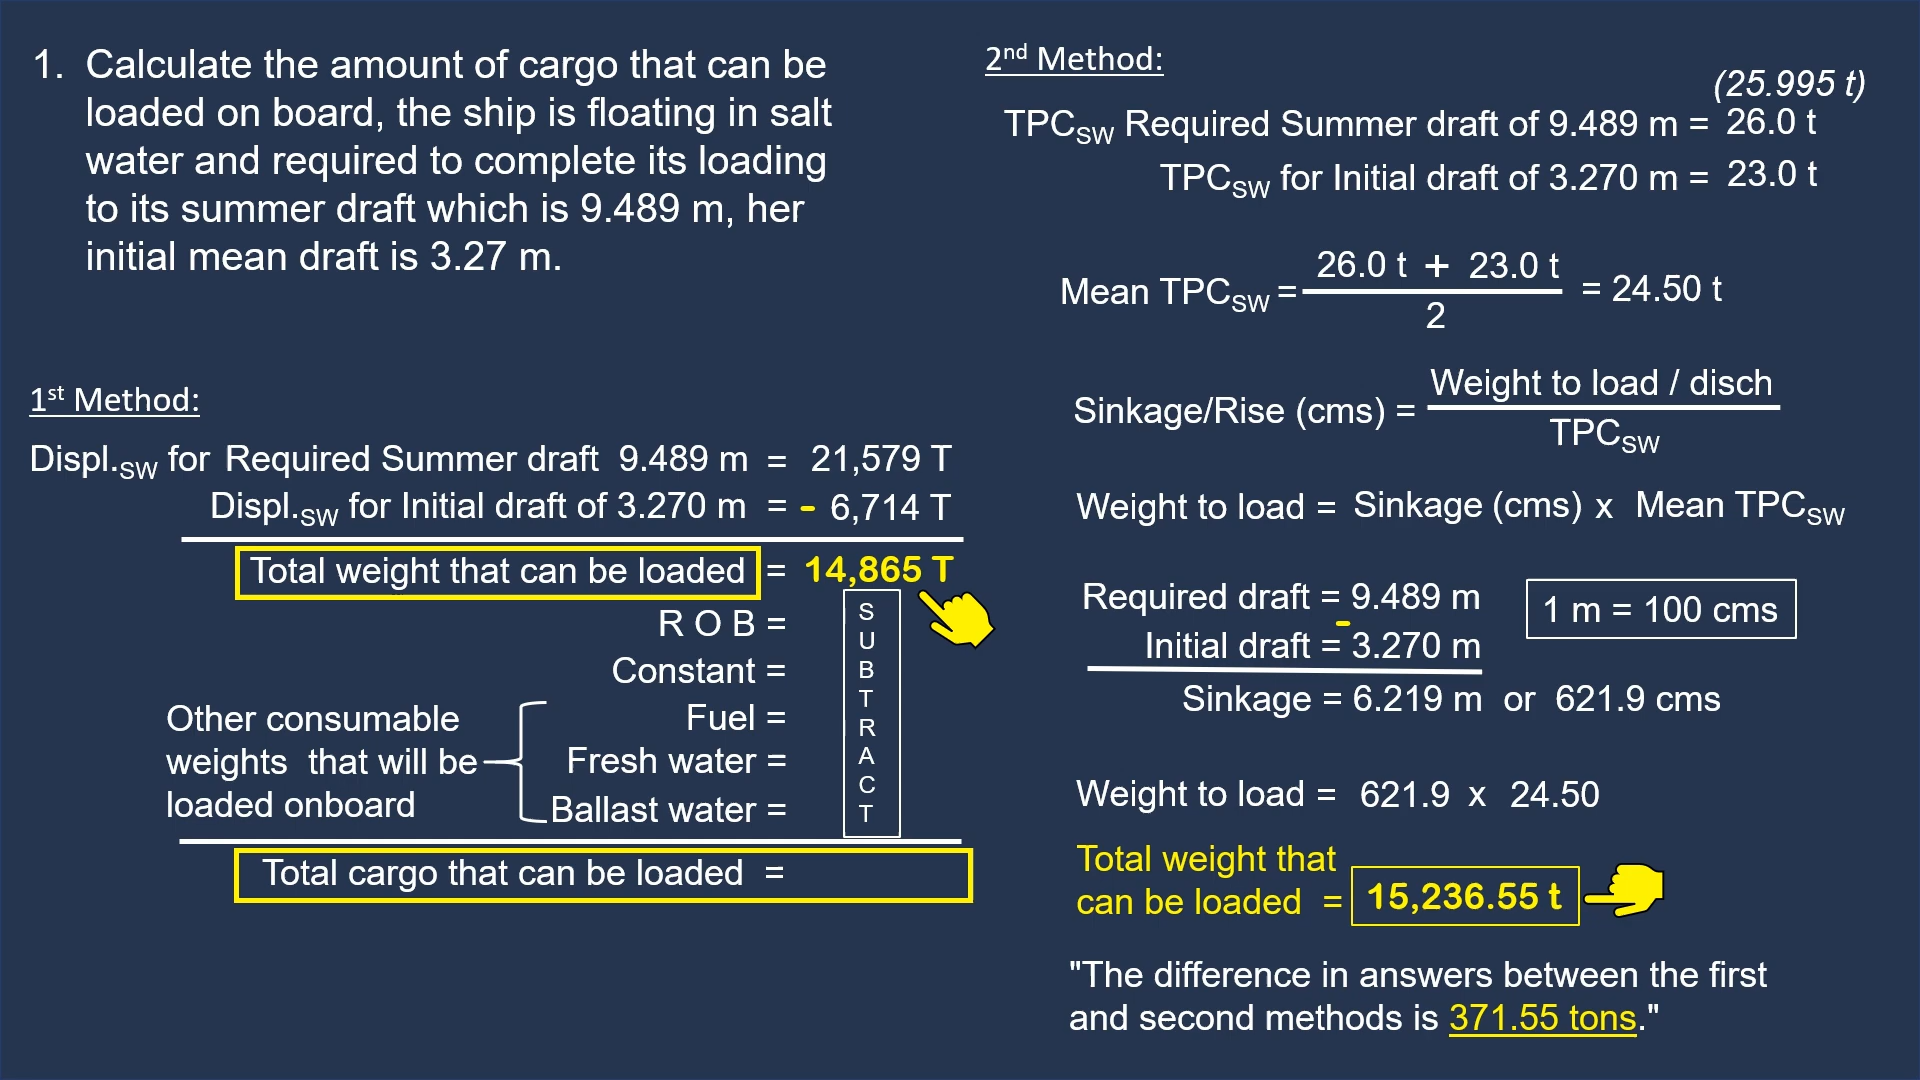 1. Calculate the amount of cargo that can be
loaded on board, the ship is floating in salt
water and required to complete its loading
to its summer draft which is 9.489 m, her
initial mean draft is 3.27 m.
1st Method:
Displ.SW for Required Summer draft 9.489 m = 21,579 T
Displ.SW for Initial draft of 3.270 m = - 6,714 T
Total weight that can be loaded = 14,865 T
R O B =
Constant =
Fuel =
Fresh water =
Ballast water =
Other consumable
weights that will be
loaded onboard
SUBTRACT
Total cargo that can be loaded =
2nd Method:
(25.995 t)
TPCSW Required Summer draft of 9.489 m = 26.0 t
TPCSW for Initial draft of 3.270 m = 23.0 t
Mean TPCSW = 26.0 t + 23.0 t / 2 = 24.50 t
Sinkage/Rise (cms) = Weight to load / disch
TPCSW
Weight to load = Sinkage (cms) x Mean TPCSW
Required draft = 9.489 m
1 m = 100 cms
Initial draft = - 3.270 m
Sinkage = 6.219 m or 621.9 cms
Weight to load = 621.9 x 24.50
Total weight that
can be loaded = 15,236.55 t
"The difference in answers between the first
and second methods is 371.55 tons."